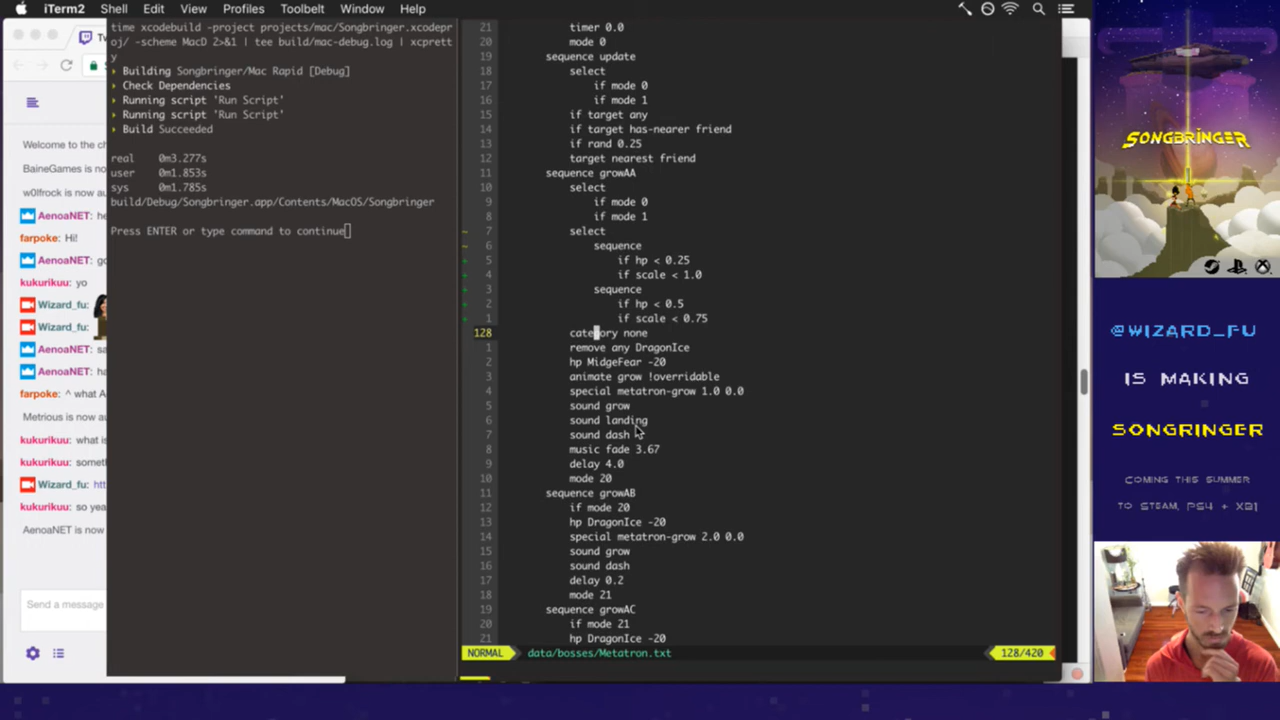 iTerm2 Shell Edit View Profiles Toolbelt Window Help
Tw
Welcome to the ch
BaineGames is no
w0lfrock is now au
AenoaNET: he
farpoke: Hi!
AenoaNET: go
kukurikuu: yo
Wizard_fu:
Wizard_fu:
AenoaNET: sa
AenoaNET: ha
farpoke: ^ what A
Metrious is now au
kukurikuu: what is
kukurikuu: someth
Wizard_fu: htt
kukurikuu: so yea
AenoaNET is now
Send a message
time xcodebuild -project projects/mac/Songbringer.xcodepr
oj/ -scheme MacD 2>&1 | tee build/mac-debug.log | xcprett
y
Building Songbringer/Mac Rapid [Debug]
Check Dependencies
Running script 'Run Script'
Running script 'Run Script'
Build Succeeded
real 0m3.277s
user 0m1.853s
sys 0m1.785s
build/Debug/Songbringer.app/Contents/MacOS/Songbringer
Press ENTER or type command to continue
21 timer 0.0
20 mode 0
19 sequence update
18 select
17 if mode 0
16 if mode 1
15 if target any
14 if target has-nearer friend
13 if rand 0.25
12 target nearest friend
11 sequence growAA
10 select
9 if mode 0
8 if mode 1
~ 7 select
~ 6 sequence
+ 5 if hp < 0.25
+ 4 if scale < 1.0
+ 3 sequence
+ 2 if hp < 0.5
+ 1 if scale < 0.75
128 category none
1 remove any DragonIce
2 hp MidgeFear -20
3 animate grow !overridable
4 special metatron-grow 1.0 0.0
5 sound grow
6 sound landing
7 sound dash
8 music fade 3.67
9 delay 4.0
10 mode 20
11 sequence growAB
12 if mode 20
13 hp DragonIce -20
14 special metatron-grow 2.0 0.0
15 sound grow
16 sound dash
17 delay 0.2
18 mode 21
19 sequence growAC
20 if mode 21
21 hp DragonIce -20
NORMAL data/bosses/Metatron.txt 128/420
SONGBRINGER
@WIZARD_FU
IS MAKING
SONGRINGER
COMING THIS SUMMER
TO STEAM, PS4 + XB1